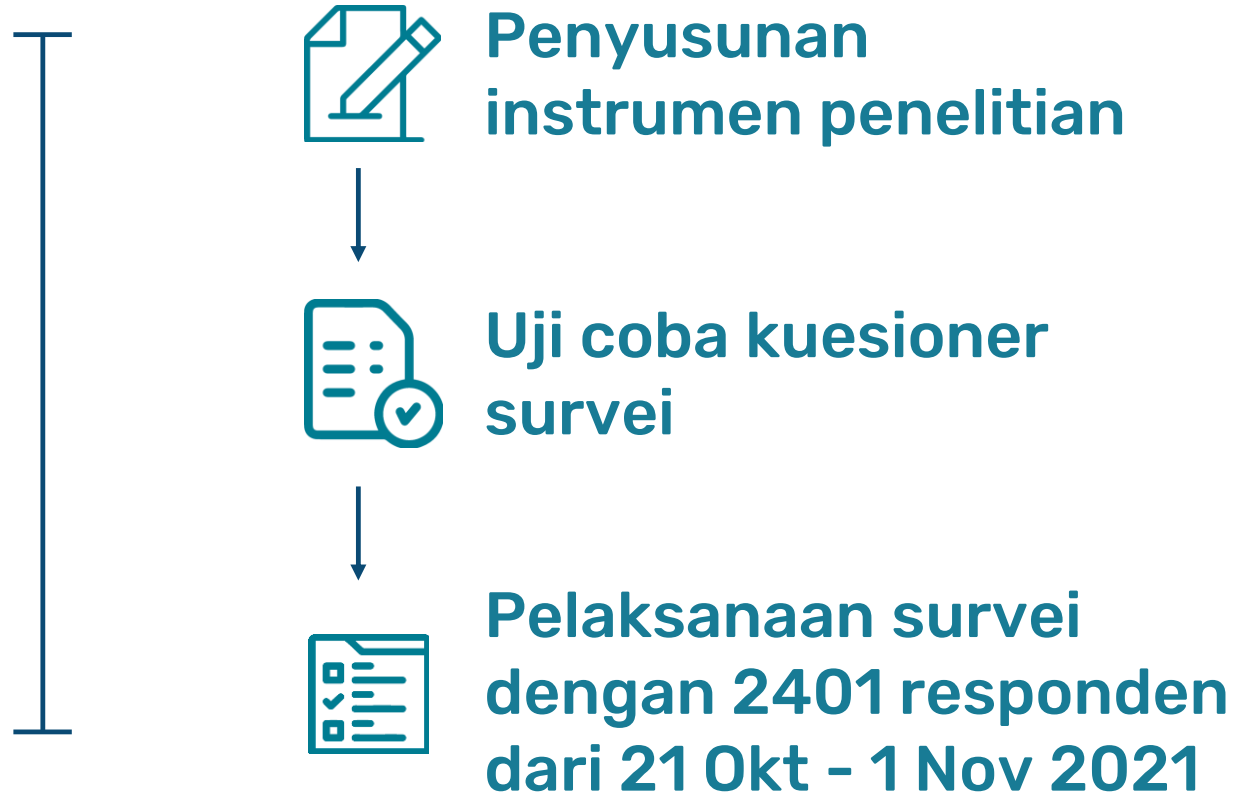 Penyusunan
instrumen penelitian
Uji coba kuesioner
survei
Pelaksanaan survei
dengan 2401 responden
dari 21 Okt - 1 Nov 2021